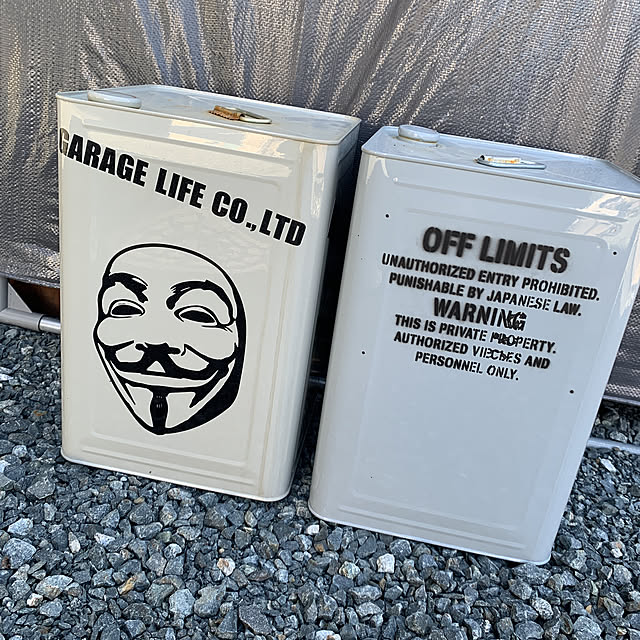 GARAGE LIFE CO., LTD
OFF LIMITS
UNAUTHORIZED ENTRY PROHIBITED.
PUNISHABLE BY JAPANESE LAW.
WARNING
THIS IS PRIVATE PROPERTY.
AUTHORIZED AND
PERSONNEL ONLY.